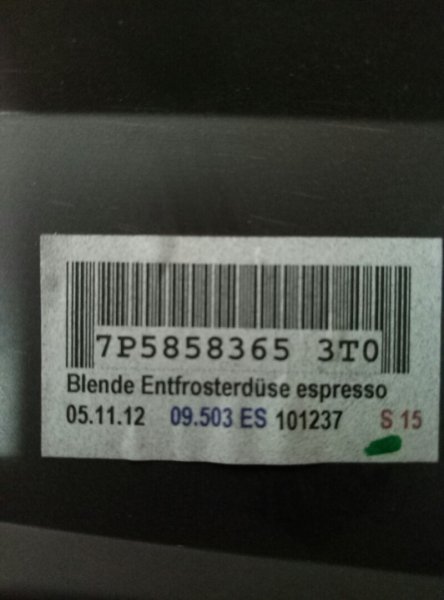 7P5858365 3T0
Blende Entfrosterdüse espresso
05.11.12 09.503 ES 101237 S 15